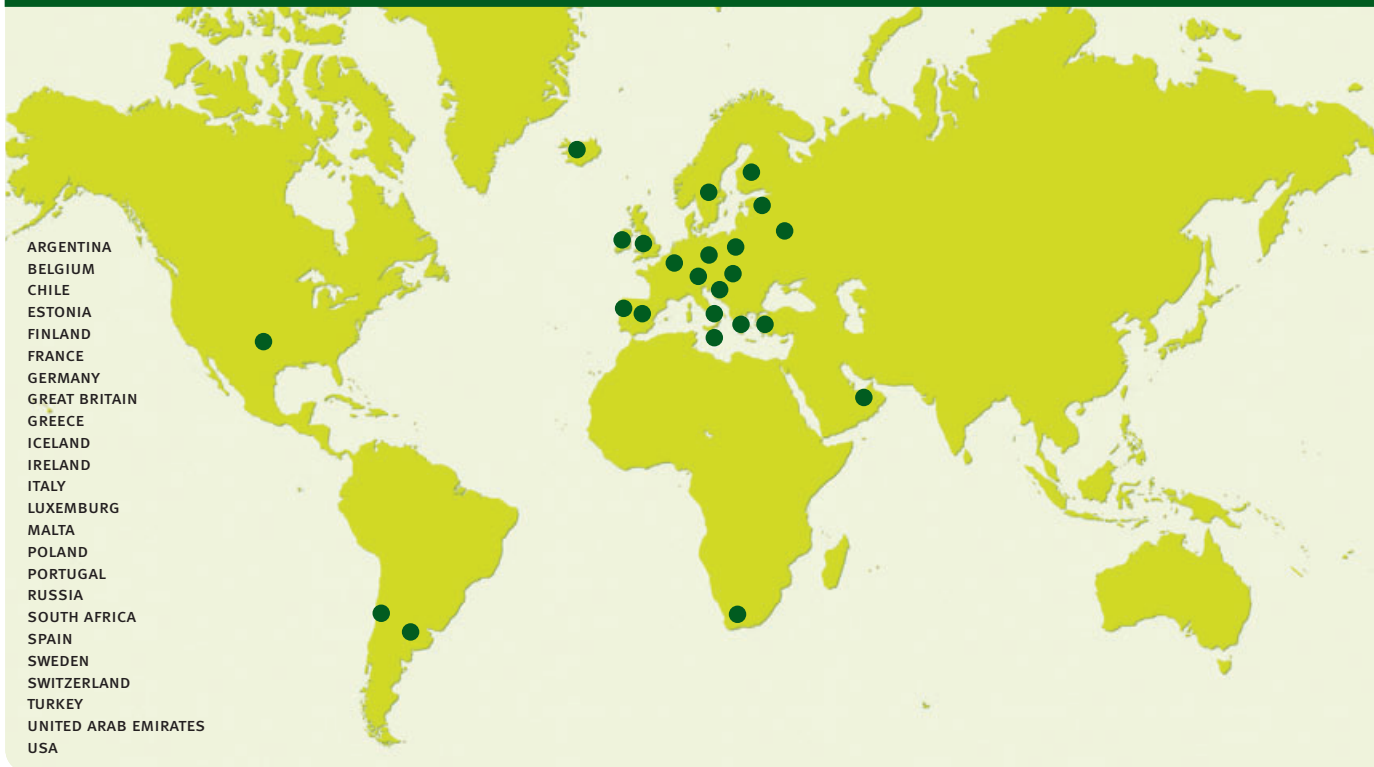 ARGENTINA
BELGIUM
CHILE
ESTONIA
FINLAND
FRANCE
GERMANY
GREAT BRITAIN
GREECE
ICELAND
IRELAND
ITALY
LUXEMBURG
MALTA
POLAND
PORTUGAL
RUSSIA
SOUTH AFRICA
SPAIN
SWEDEN
SWITZERLAND
TURKEY
UNITED ARAB EMIRATES
USA